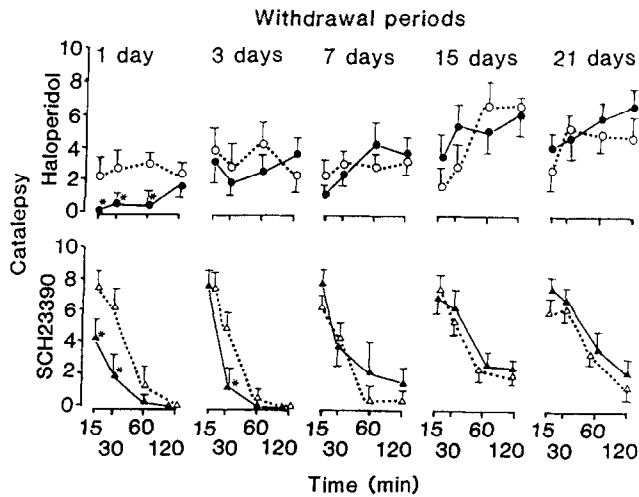 Withdrawal periods
1 day 3 days 7 days 15 days 21 days
Catalepsy
Haloperidol
10
8
6
4
2
0
* * *
SCH23390
10
8
6
4
2
0
* *
*
15 60 15 60 15 60 15 60 15 60
30 120 30 120 30 120 30 120 30 120
Time (min)